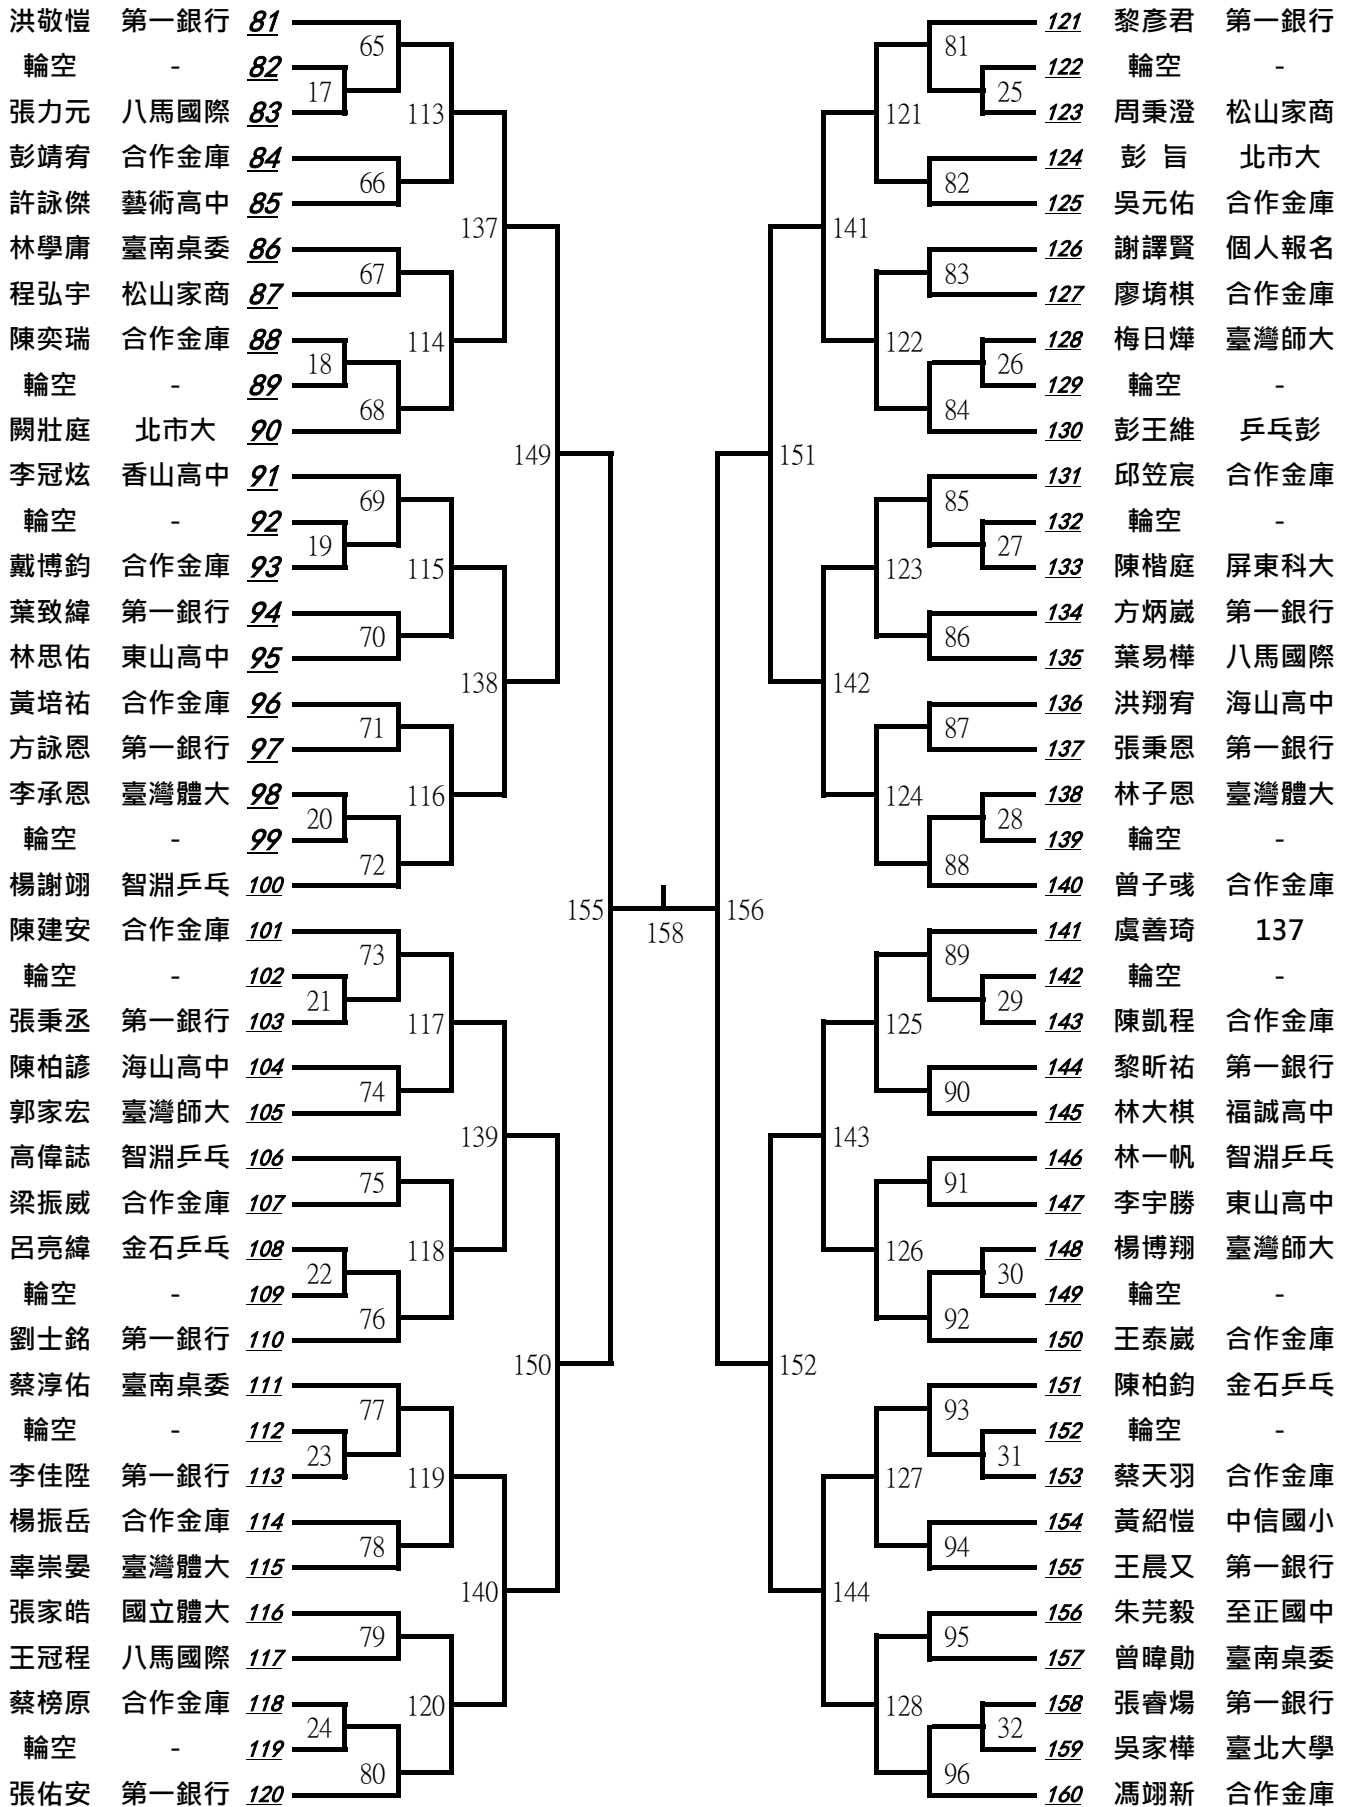 洪敬愷 第一銀行 81
輪空 - 82
張力元 八馬國際 83
彭靖宥 合作金庫 84
許詠傑 藝術高中 85
林學庸 臺南桌委 86
程弘宇 松山家商 87
陳奕瑞 合作金庫 88
輪空 - 89
闕壯庭 北市大 90
李冠炫 香山高中 91
輪空 - 92
戴博鈞 合作金庫 93
葉致緯 第一銀行 94
林思佑 東山高中 95
黃培祐 合作金庫 96
方詠恩 第一銀行 97
李承恩 臺灣體大 98
輪空 - 99
楊謝翊 智淵乒乓 100
陳建安 合作金庫 101
輪空 - 102
張秉丞 第一銀行 103
陳柏諺 海山高中 104
郭家宏 臺灣師大 105
高偉誌 智淵乒乓 106
梁振威 合作金庫 107
呂亮緯 金石乒乓 108
輪空 - 109
劉士銘 第一銀行 110
蔡淳佑 臺南桌委 111
輪空 - 112
李佳陞 第一銀行 113
楊振岳 合作金庫 114
辜崇晏 臺灣體大 115
張家皓 國立體大 116
王冠程 八馬國際 117
蔡榜原 合作金庫 118
輪空 - 119
張佑安 第一銀行 120
17
18
19
20
21
22
23
24
65
66
67
68
69
70
71
72
73
74
75
76
77
78
79
80
113
114
115
116
117
118
119
120
137
138
139
140
149
150
155
158
156
151
152
141
142
143
144
121
122
123
124
125
126
127
128
81
82
83
84
85
86
87
88
89
90
91
92
93
94
95
96
25
26
27
28
29
30
31
32
121 黎彥君 第一銀行
122 輪空 -
123 周秉澄 松山家商
124 彭 旨 北市大
125 吳元佑 合作金庫
126 謝譯賢 個人報名
127 廖堉棋 合作金庫
128 梅日燁 臺灣師大
129 輪空 -
130 彭王維 乒乓彭
131 邱笠宸 合作金庫
132 輪空 -
133 陳楷庭 屏東科大
134 方炳崴 第一銀行
135 葉易樺 八馬國際
136 洪翔宥 海山高中
137 張秉恩 第一銀行
138 林子恩 臺灣體大
139 輪空 -
140 曾子彧 合作金庫
141 虞善琦 137
142 輪空 -
143 陳凱程 合作金庫
144 黎昕祐 第一銀行
145 林大棋 福誠高中
146 林一帆 智淵乒乓
147 李宇勝 東山高中
148 楊博翔 臺灣師大
149 輪空 -
150 王泰崴 合作金庫
151 陳柏鈞 金石乒乓
152 輪空 -
153 蔡天羽 合作金庫
154 黃紹愷 中信國小
155 王晨又 第一銀行
156 朱芫毅 至正國中
157 曾暐勛 臺南桌委
158 張睿煬 第一銀行
159 吳家樺 臺北大學
160 馮翊新 合作金庫